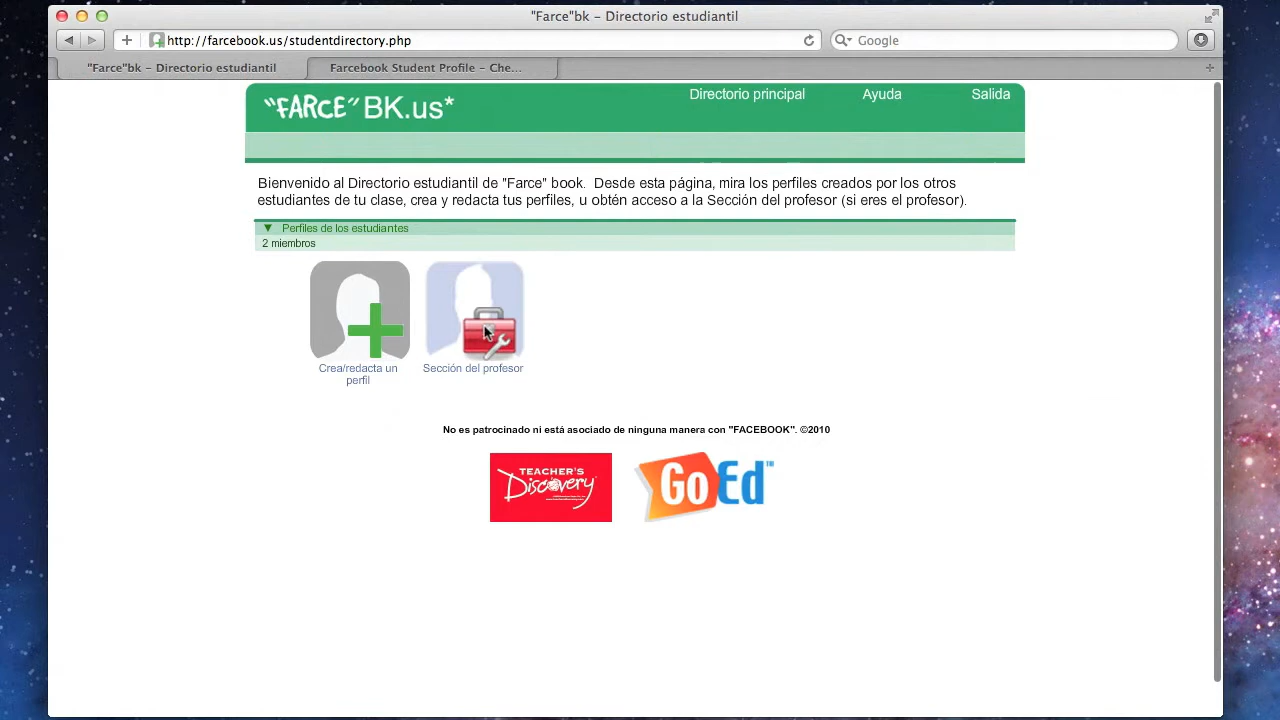 "Farce"bk – Directorio estudiantil
http://farcebook.us/studentdirectory.php
Google
"Farce"bk – Directorio estudiantil
Farcebook Student Profile – Che...
"FARCE" BK.us*
Directorio principal
Ayuda
Salida
Bienvenido al Directorio estudiantil de "Farce" book. Desde esta página, mira los perfiles creados por los otros
estudiantes de tu clase, crea y redacta tus perfiles, u obtén acceso a la Sección del profesor (si eres el profesor).
▼ Perfiles de los estudiantes
2 miembros
Crea/redacta un
perfil
Sección del profesor
No es patrocinado ni está asociado de ninguna manera con "FACEBOOK". ©2010
TEACHER'S
Discovery
GoEd™